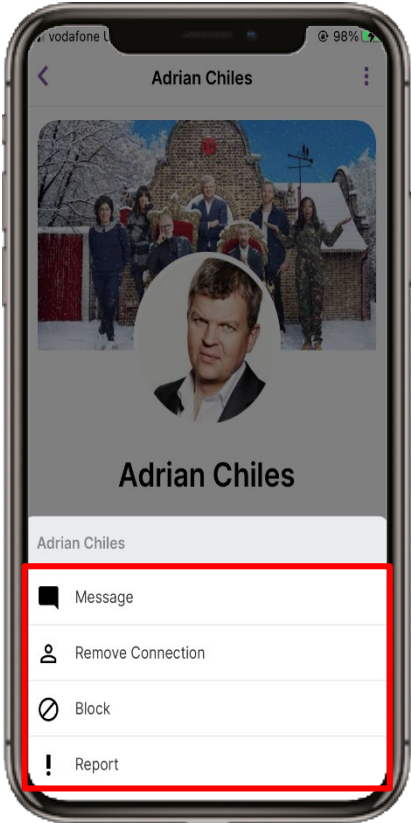 vodafone U
98%
Adrian Chiles
Adrian Chiles
Adrian Chiles
Message
Remove Connection
Block
Report